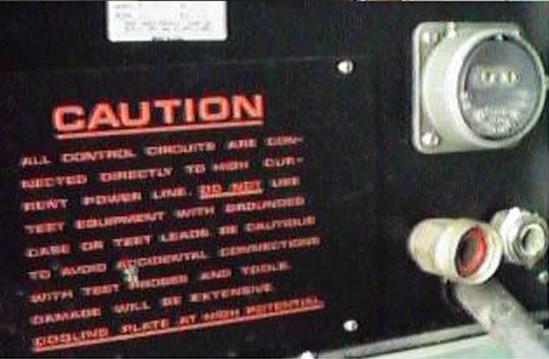 CAUTION
ALL CONTROL CIRCUITS ARE CON-
NECTED DIRECTLY TO HIGH CUR-
RENT POWER LINE. DO NOT USE
TEST EQUIPMENT WITH GROUNDED
CASE OR TEST LEADS. BE CAUTIOUS
TO AVOID ACCIDENTAL CONNECTIONS
WITH TEST PROBES AND TOOLS.
DAMAGE WILL BE EXTENSIVE.
COOLING PLATE AT HIGH POTENTIAL